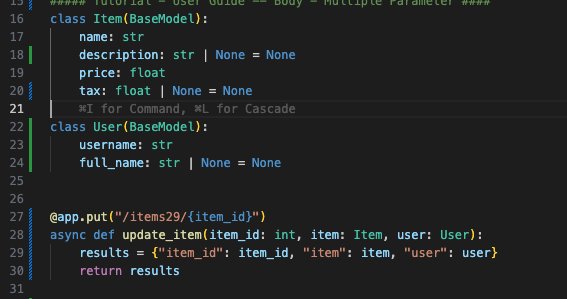 15 ##### Tutorial - User Guide -- Body - Multiple Parameter ####
16 class Item(BaseModel):
17     name: str
18     description: str | None = None
19     price: float
20     tax: float | None = None
21     ⌘I for Command, ⌘L for Cascade
22 class User(BaseModel):
23     username: str
24     full_name: str | None = None
25
26
27 @app.put("/items29/{item_id}")
28 async def update_item(item_id: int, item: Item, user: User):
29     results = {"item_id": item_id, "item": item, "user": user}
30     return results
31